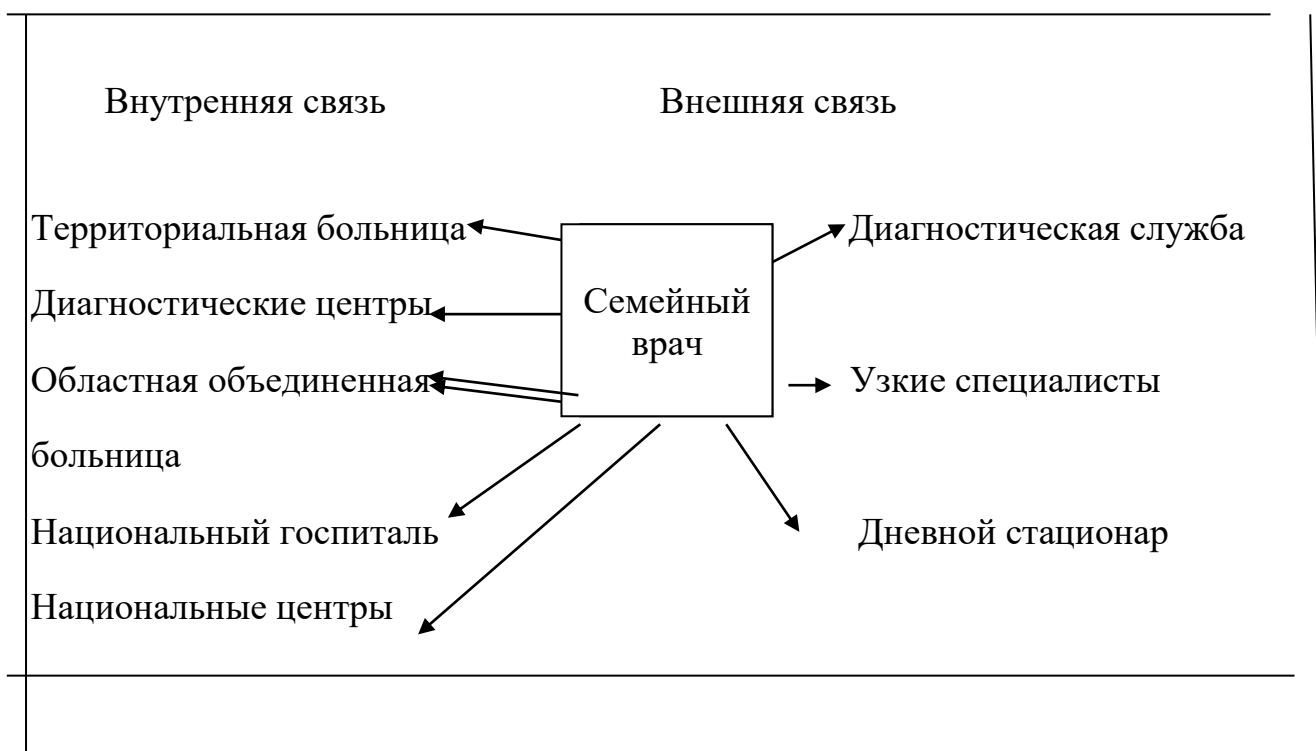 Внутренняя связь
Внешняя связь
Территориальная больница
Диагностические центры
Областная объединенная
больница
Национальный госпиталь
Национальные центры
Семейный
врач
Диагностическая служба
Узкие специалисты
Дневной стационар